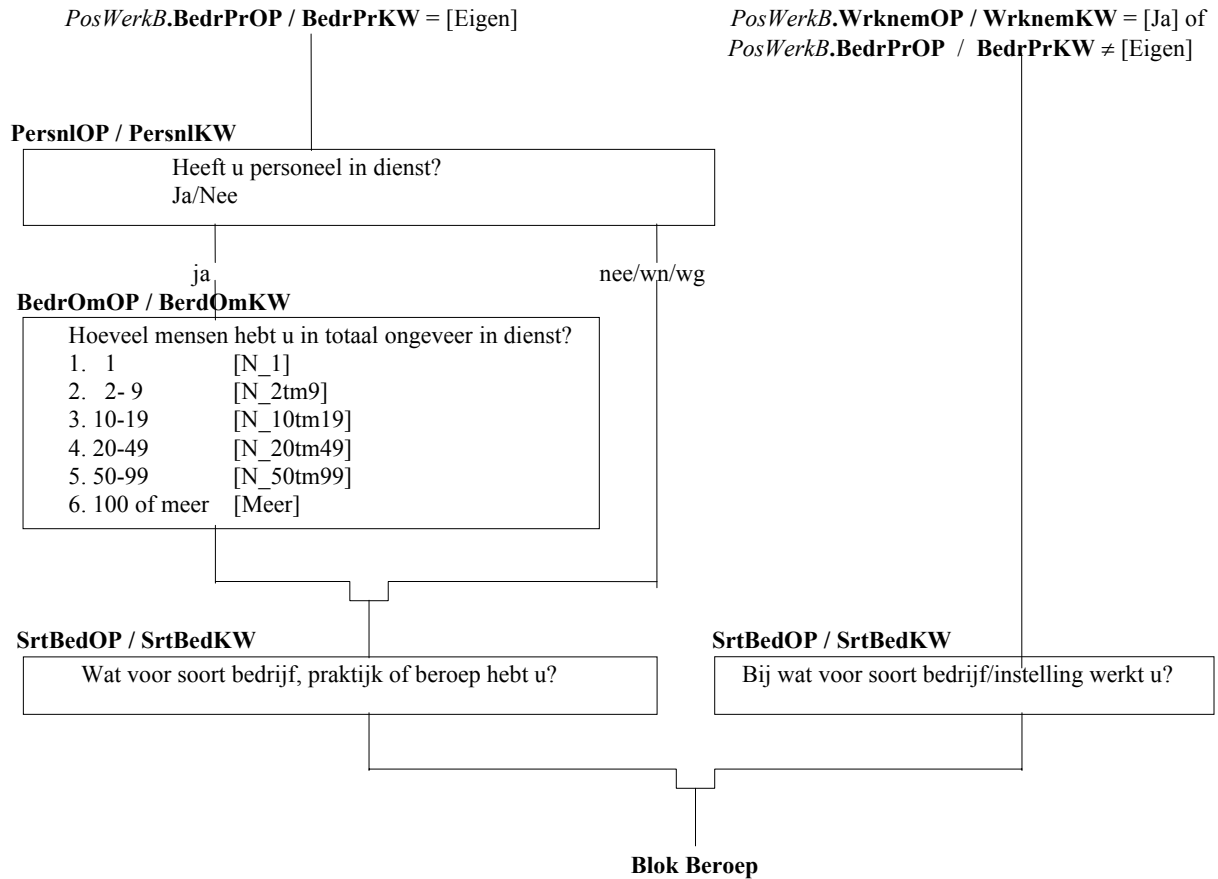 PosWerkB.BedrPrOP / BedrPrKW = [Eigen]
PosWerkB.WrknemOP / WrknemKW = [Ja] of
PosWerkB.BedrPrOP / BedrPrKW ≠ [Eigen]
PersnlOP / PersnlKW
Heeft u personeel in dienst?
Ja/Nee
ja
nee/wn/wg
BedrOmOP / BerdOmKW
Hoeveel mensen hebt u in totaal ongeveer in dienst?
1. 1 [N_1]
2. 2- 9 [N_2tm9]
3. 10-19 [N_10tm19]
4. 20-49 [N_20tm49]
5. 50-99 [N_50tm99]
6. 100 of meer [Meer]
SrtBedOP / SrtBedKW
Wat voor soort bedrijf, praktijk of beroep hebt u?
SrtBedOP / SrtBedKW
Bij wat voor soort bedrijf/instelling werkt u?
Blok Beroep